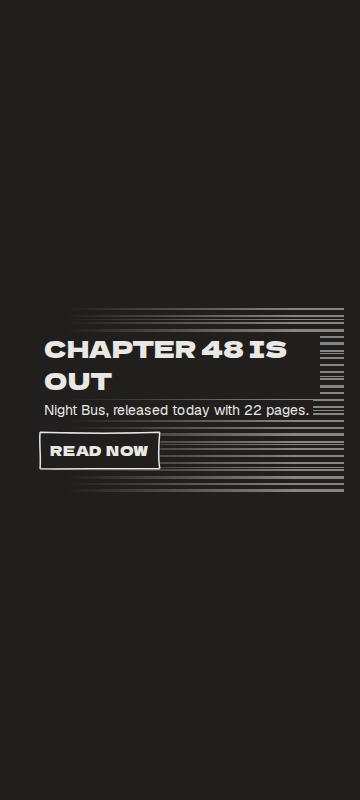 CHAPTER 48 IS
OUT
Night Bus, released today with 22 pages.
READ NOW